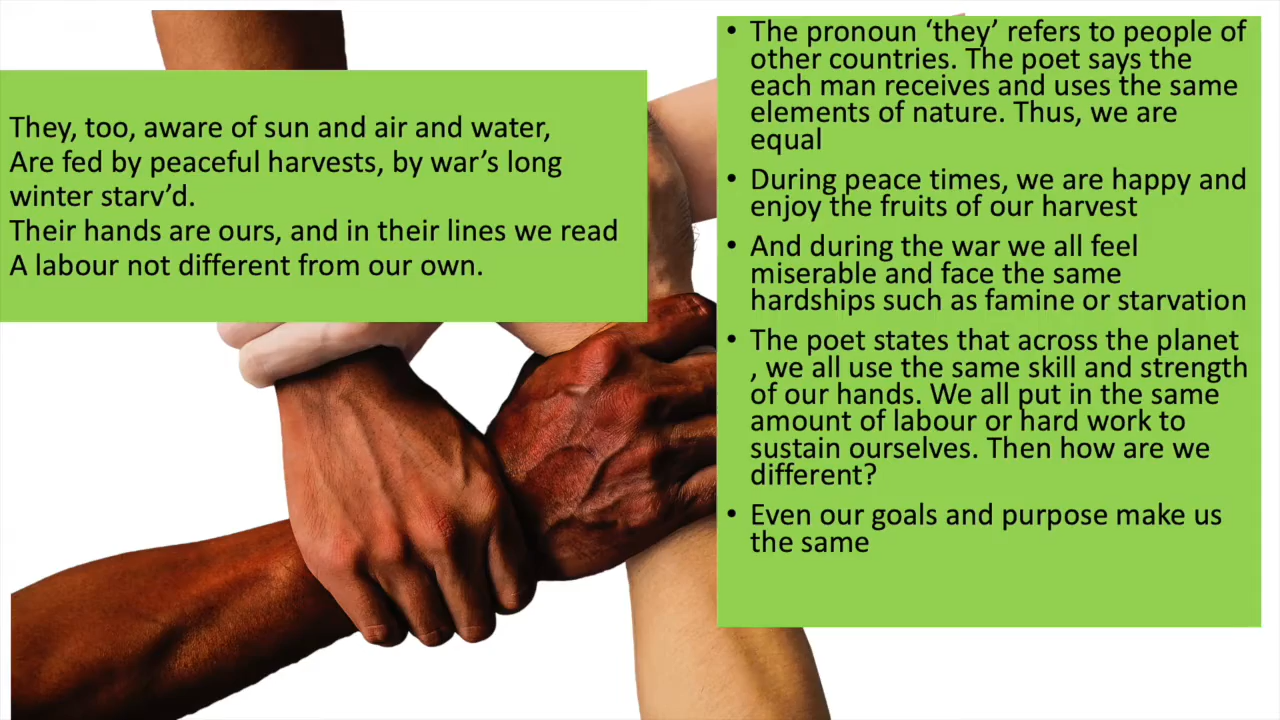 They, too, aware of sun and air and water,
Are fed by peaceful harvests, by war’s long
winter starv’d.
Their hands are ours, and in their lines we read
A labour not different from our own.
• The pronoun ‘they’ refers to people of
other countries. The poet says the
each man receives and uses the same
elements of nature. Thus, we are
equal
• During peace times, we are happy and
enjoy the fruits of our harvest
• And during the war we all feel
miserable and face the same
hardships such as famine or starvation
• The poet states that across the planet
, we all use the same skill and strength
of our hands. We all put in the same
amount of labour or hard work to
sustain ourselves. Then how are we
different?
• Even our goals and purpose make us
the same